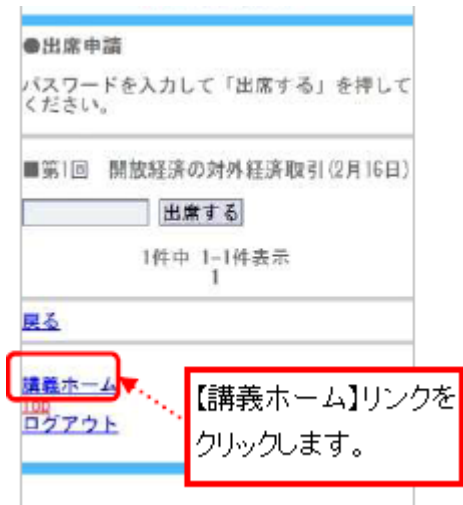 ●出席申請
パスワードを入力して「出席する」を押して
ください。
■第1回 開放経済の対外経済取引(2月16日)
出席する
1件中 1-1件表示
1
戻る
講義ホーム
Top
ログアウト
【講義ホーム】リンクを
クリックします。